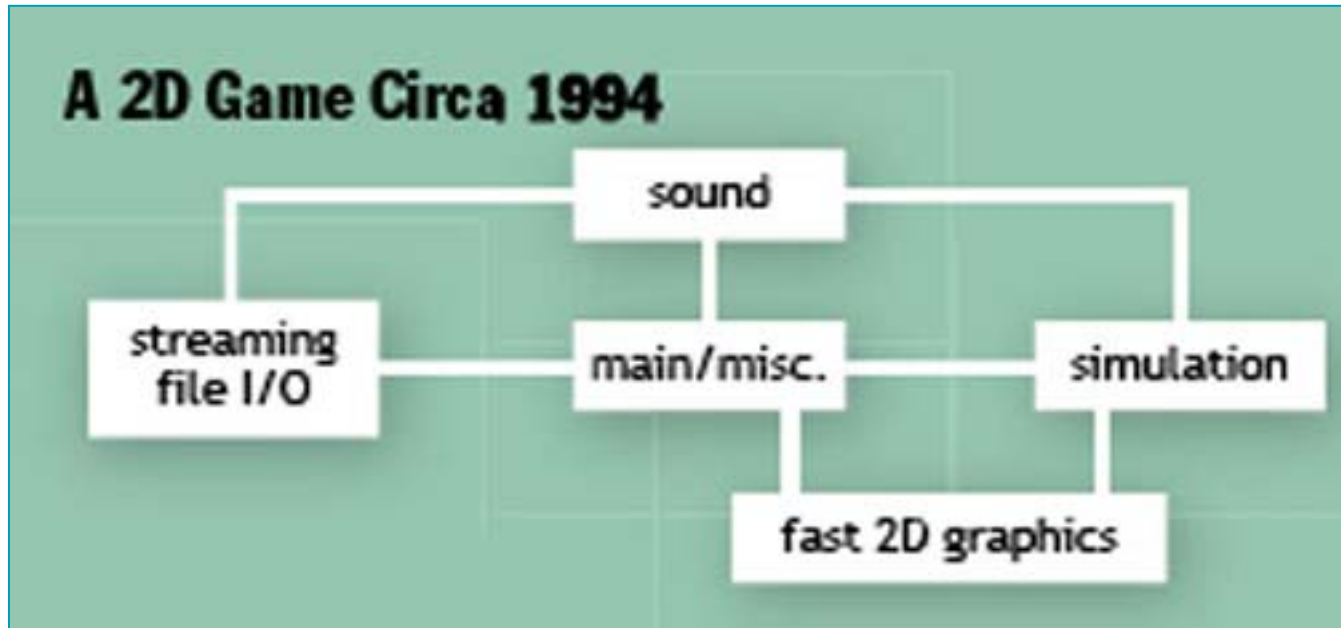 A 2D Game Circa 1994
sound
streaming
file I/O
main/misc.
simulation
fast 2D graphics